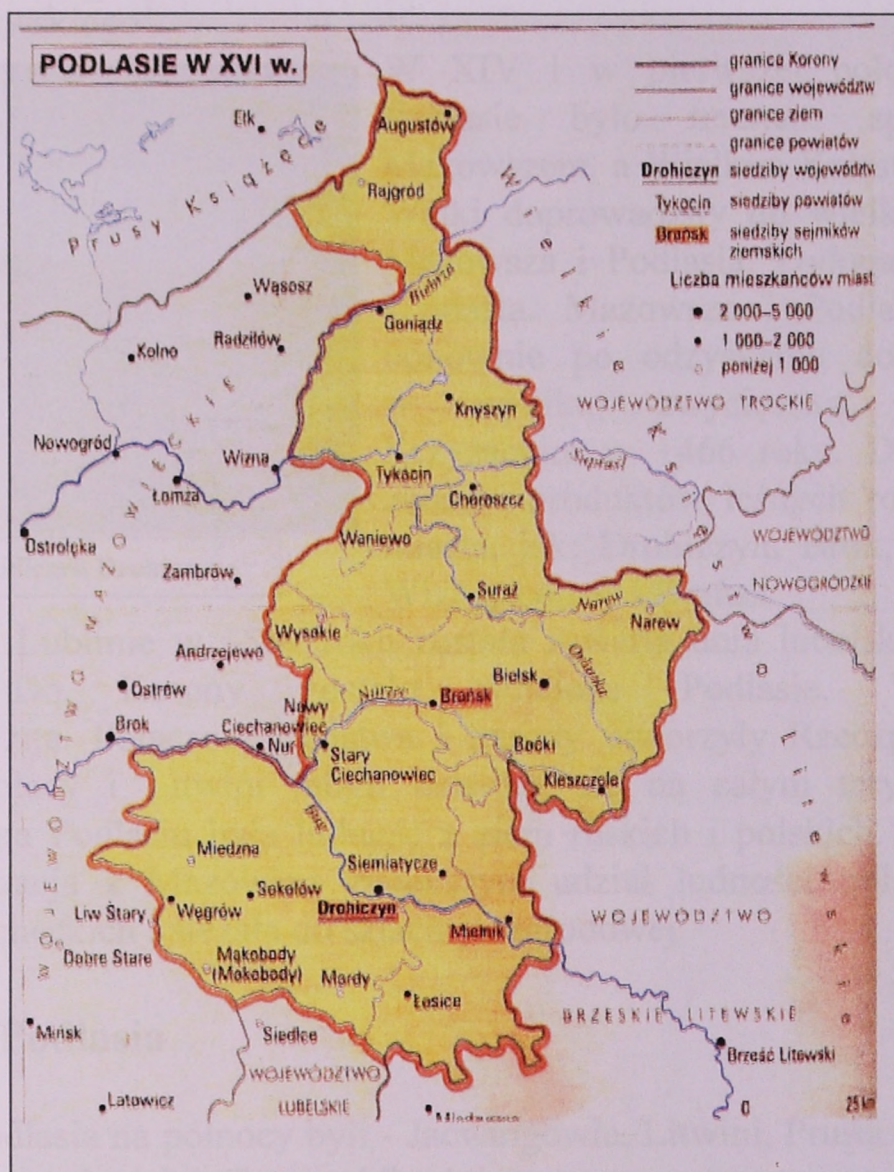 PODLASIE W XVI w.
granice Korony
granice województw
granice ziem
granice powiatów
Drohiczyn siedziby województw
Tykocin siedziby powiatów
Brańsk siedziby sejmików
ziemskich
Liczba mieszkańców miast
2 000–5 000
1 000–2 000
poniżej 1 000
Ełk
Augustów
Rajgród
Prusy Książęce
Wąsosz
Biebrza
Goniądz
Radziłów
Kolno
Knyszyn
WOJEWÓDZTWO TROCKIE
Nowogród
Wizna
Tykocin
Supraśl
Łomża
Choroszcz
Ostrołęka
Waniewo
WOJEWÓDZTWO
NOWOGRÓDZKIE
Zambrów
Suraż
Narew
Narew
Wysokie
Andrzejewo
Bielsk
Orlanka
Ostrów
Nurzec
Brańsk
Nowy
Ciechanowiec
Brok
Nur
Stary
Ciechanowiec
Boćki
Kleszczele
Bug
Miedzna
Siemiatycze
Sokołów
Liw Stary
Węgrów
Drohiczyn
Mielnik
WOJEWÓDZTWO
Dobre Stare
Mąkobody
(Mokobody)
Mordy
Łosice
BRZESKIE LITEWSKIE
Mińsk
Siedlce
Brześć Litewski
WOJEWÓDZTWO
LUBELSKIE
Latowicz
0 25 km
WOJEWÓDZTWO MAZOWIECKIE